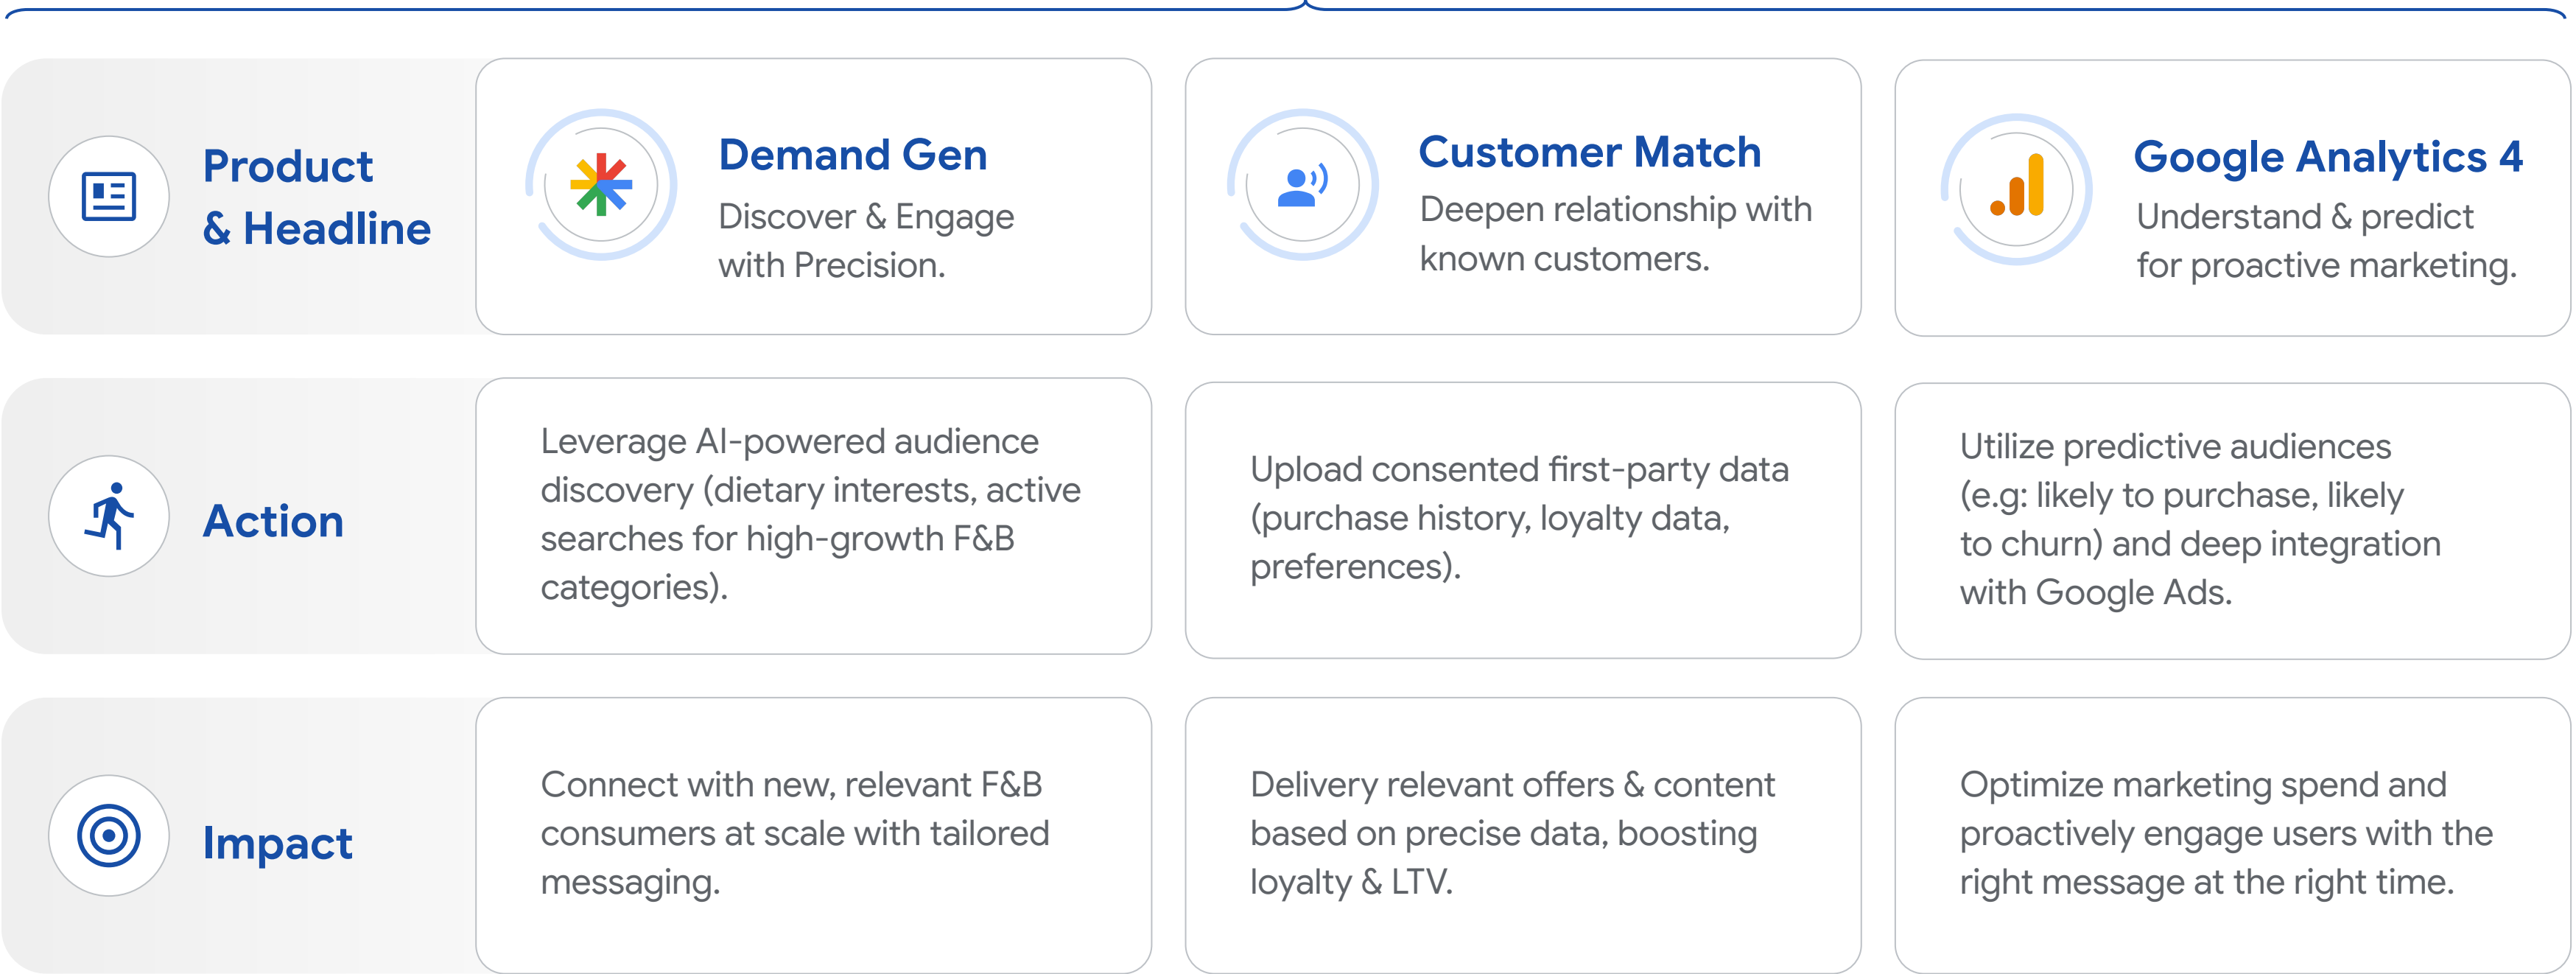 Product
& Headline
Demand Gen
Discover & Engage
with Precision.
Customer Match
Deepen relationship with
known customers.
Google Analytics 4
Understand & predict
for proactive marketing.
Action
Leverage AI-powered audience
discovery (dietary interests, active
searches for high-growth F&B
categories).
Upload consented first-party data
(purchase history, loyalty data,
preferences).
Utilize predictive audiences
(e.g: likely to purchase, likely
to churn) and deep integration
with Google Ads.
Impact
Connect with new, relevant F&B
consumers at scale with tailored
messaging.
Delivery relevant offers & content
based on precise data, boosting
loyalty & LTV.
Optimize marketing spend and
proactively engage users with the
right message at the right time.